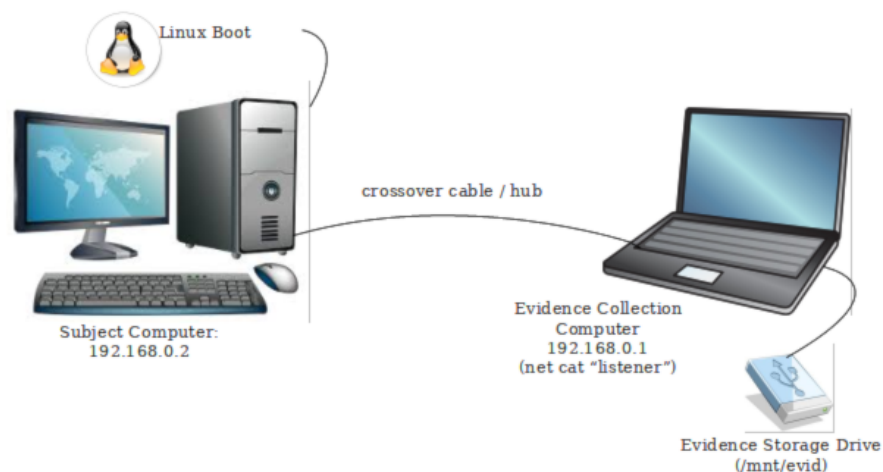 Linux Boot
crossover cable / hub
Subject Computer:
192.168.0.2
Evidence Collection
Computer
192.168.0.1
(net cat “listener”)
Evidence Storage Drive
(/mnt/evid)